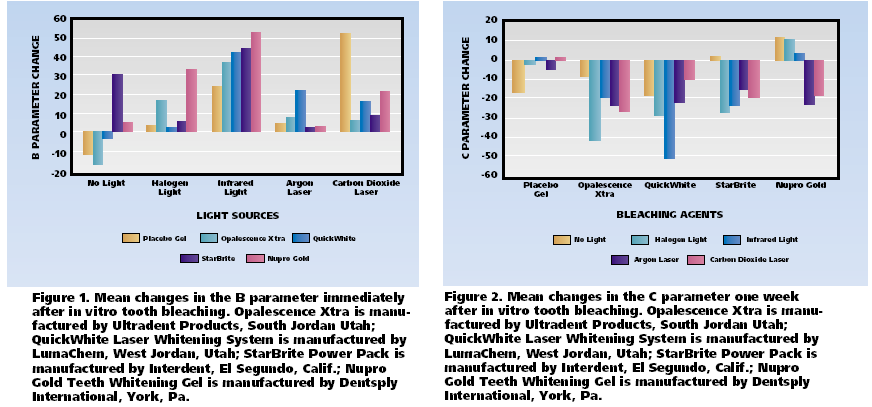 60
50
40
30
20
10
0
-10
-20
B PARAMETER CHANGE
No Light
Halogen
Light
Infrared
Light
Argon
Laser
Carbon Dioxide
Laser
LIGHT SOURCES
Placebo Gel
Opalescence Xtra
QuickWhite
StarBrite
Nupro Gold
Figure 1. Mean changes in the B parameter immediately
after in vitro tooth bleaching. Opalescence Xtra is manu-
factured by Ultradent Products, South Jordan Utah;
QuickWhite Laser Whitening System is manufactured by
LumaChem, West Jordan, Utah; StarBrite Power Pack is
manufactured by Interdent, El Segundo, Calif.; Nupro
Gold Teeth Whitening Gel is manufactured by Dentsply
International, York, Pa.
20
10
0
-10
-20
-30
-40
-50
-60
C PARAMETER CHANGE
Placebo
Gel
Opalescence
Xtra
QuickWhite
StarBrite
Nupro Gold
BLEACHING AGENTS
No Light
Halogen Light
Infrared Light
Argon Laser
Carbon Dioxide Laser
Figure 2. Mean changes in the C parameter one week
after in vitro tooth bleaching. Opalescence Xtra is manu-
factured by Ultradent Products, South Jordan, Utah;
QuickWhite Laser Whitening System is manufactured by
LumaChem, West Jordan, Utah; StarBrite Power Pack is
manufactured by Interdent, El Segundo, Calif.; Nupro
Gold Teeth Whitening Gel is manufactured by Dentsply
International, York, Pa.